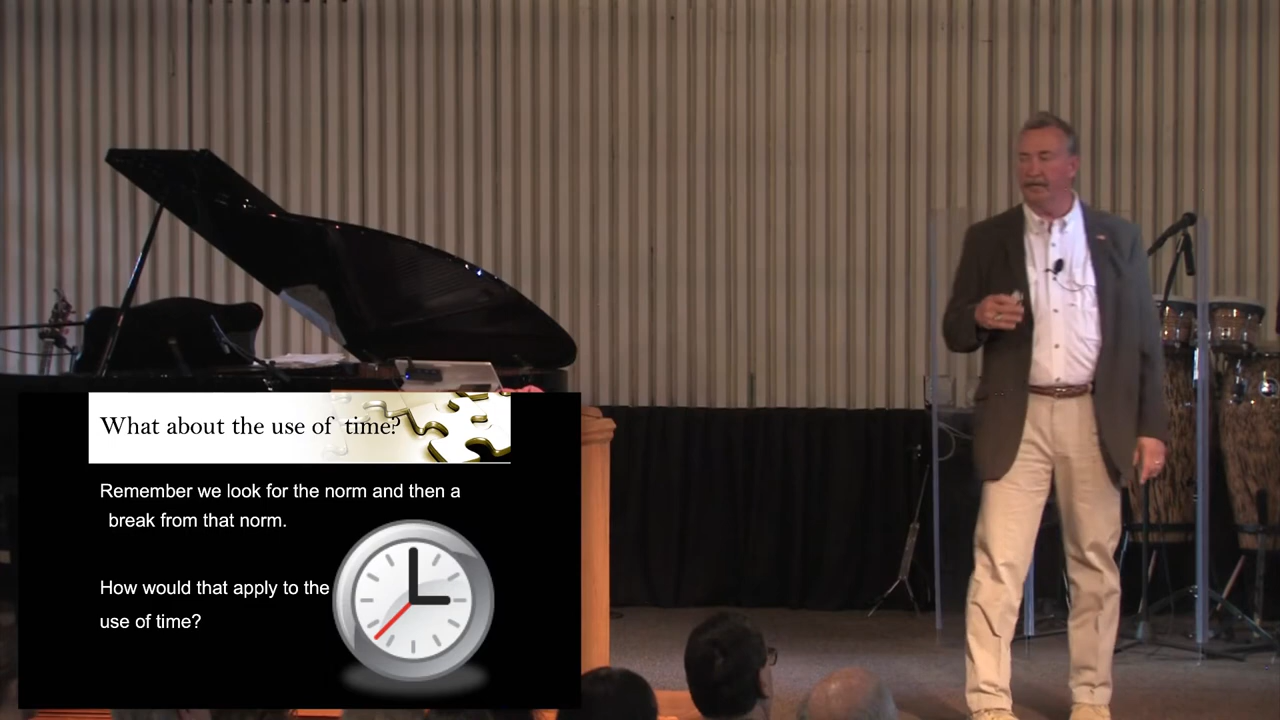 What about the use of time?
Remember we look for the norm and then a
break from that norm.
How would that apply to the
use of time?